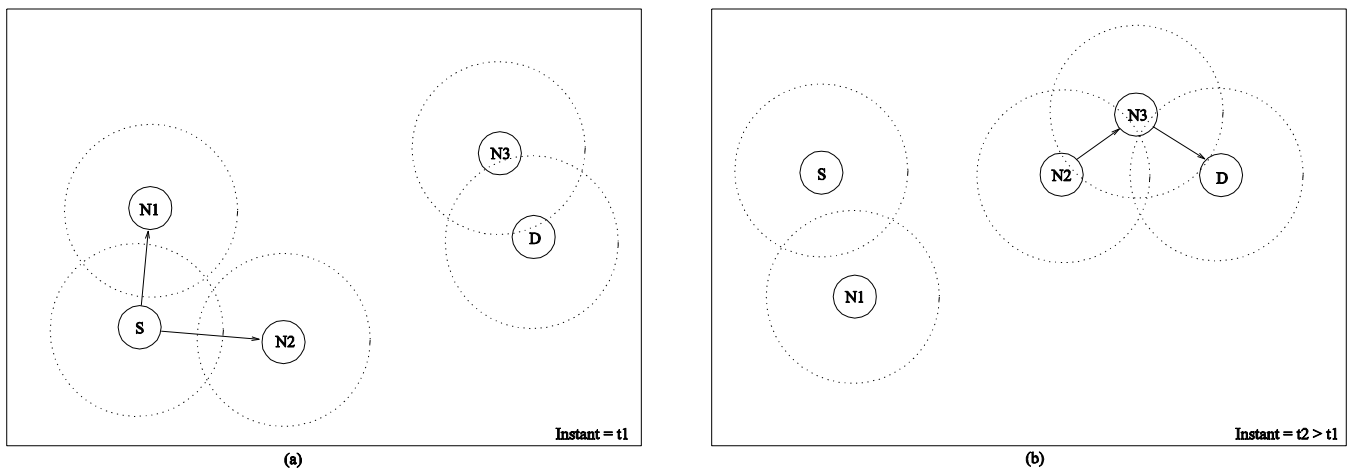 N1
S
N2
N3
D
Instant = t1
(a)
S
N1
N2
N3
D
Instant = t2 > t1
(b)